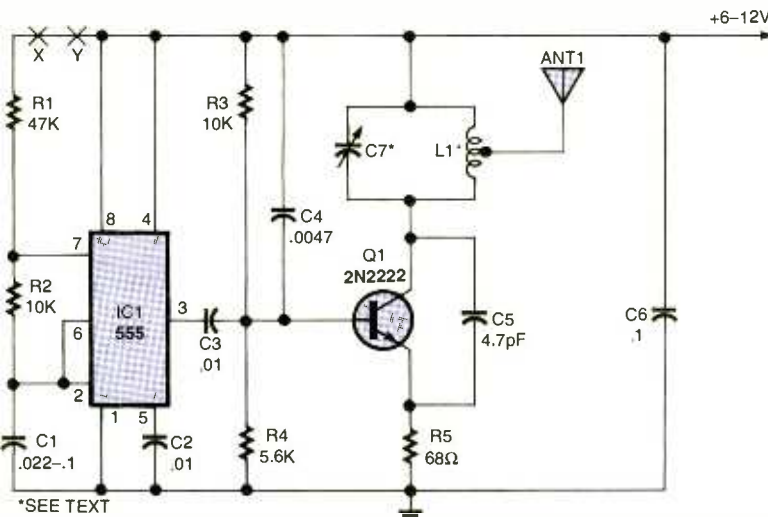 +6–12V
X Y
ANT1
R1
47K
R3
10K
C7*
L1*
8 4
7
C4
.0047
Q1
2N2222
R2
10K
IC1
555
3
6
C3
.01
C5
4.7pF
C6
.1
2
1 5
C1
.022–.1
C2
.01
R4
5.6K
R5
68Ω
*SEE TEXT